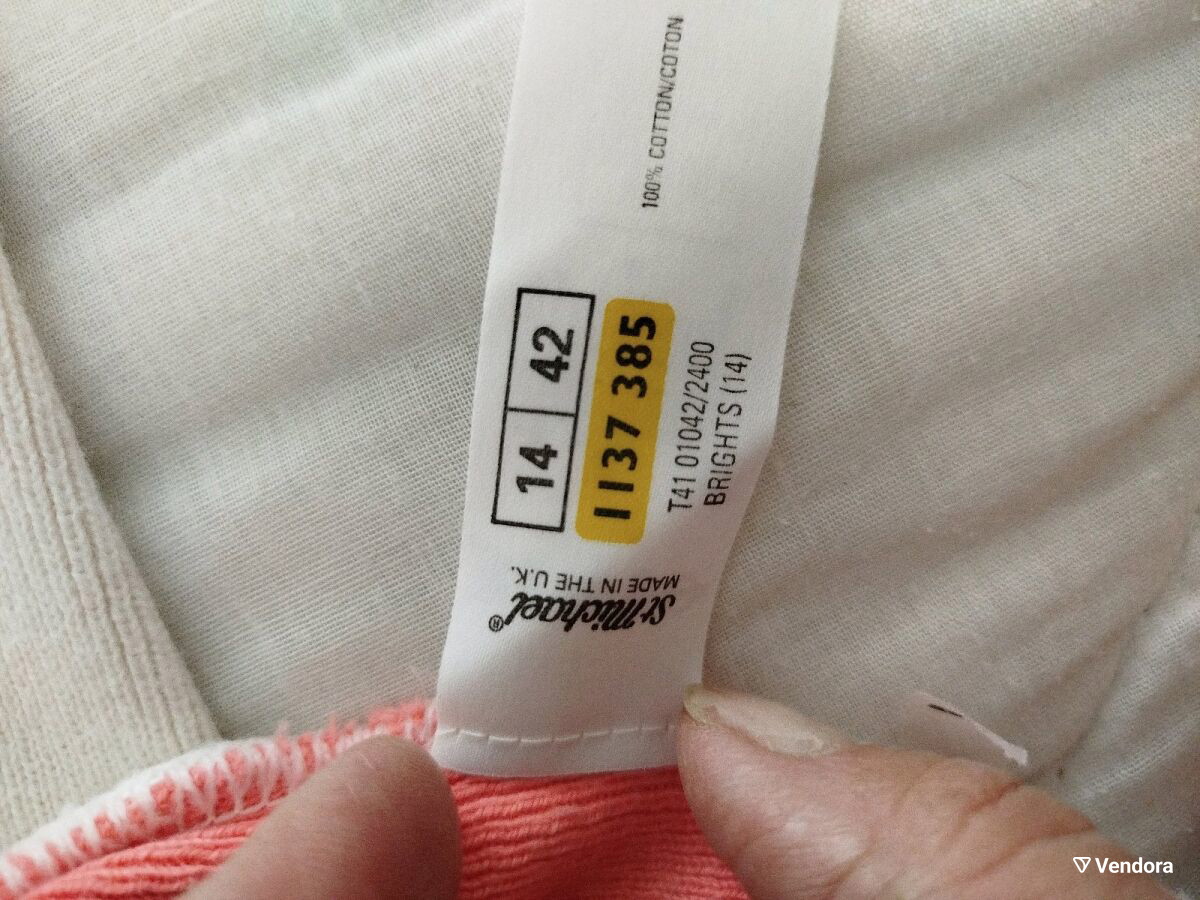 100% COTTON/COTON
14 42
1137 385
T41 01042/2400
BRIGHTS (14)
St Michael®
MADE IN THE U.K.
Vendora